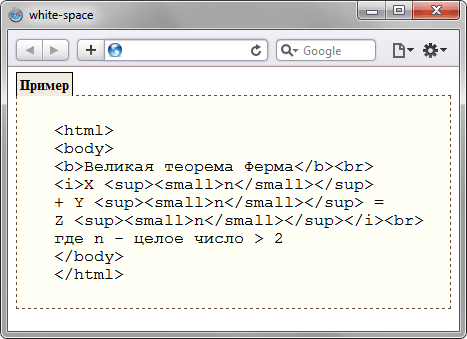 white-space
Google
Пример
<html>
<body>
<b>Великая теорема Ферма</b><br>
<i>X <sup><small>n</small></sup>
+ Y <sup><small>n</small></sup> =
Z <sup><small>n</small></sup></i><br>
где n - целое число > 2
</body>
</html>